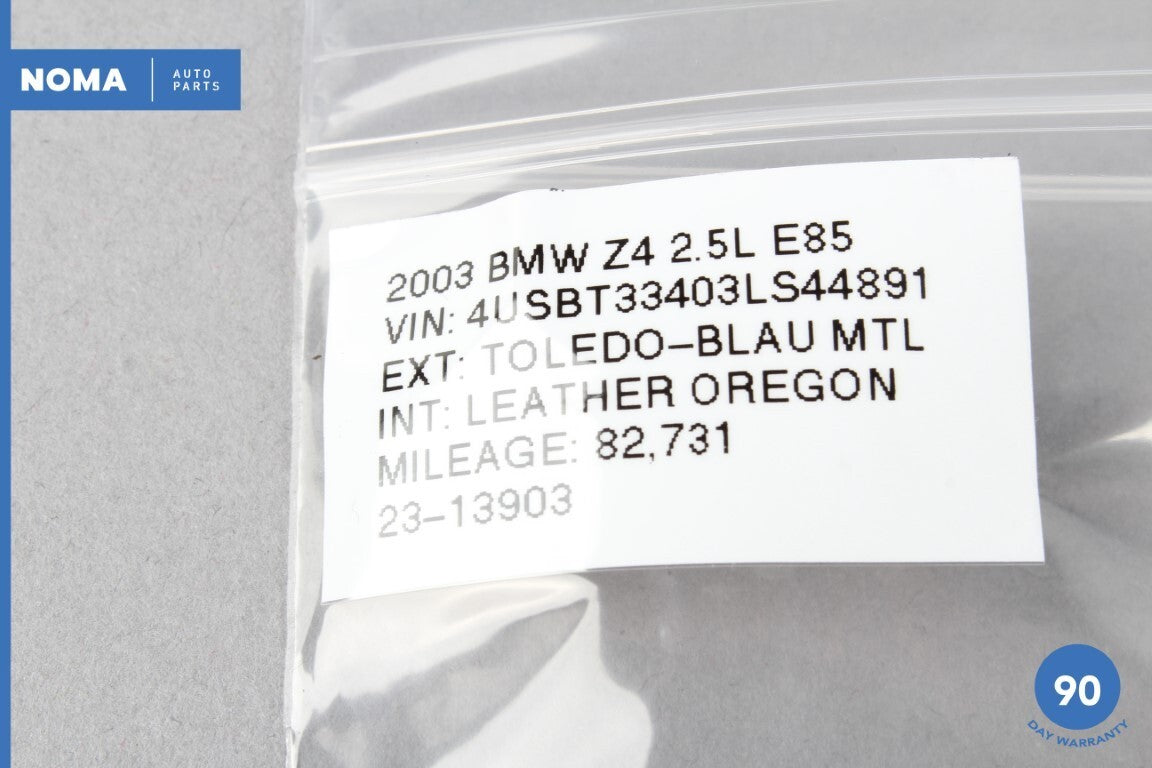 NOMA AUTO PARTS
2003 BMW Z4 2.5L E85
VIN: 4USBT33403LS44891
EXT: TOLEDO-BLAU MTL
INT: LEATHER OREGON
MILEAGE: 82,731
23-13903
90
DAY WARRANTY